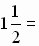 1 1/2 =